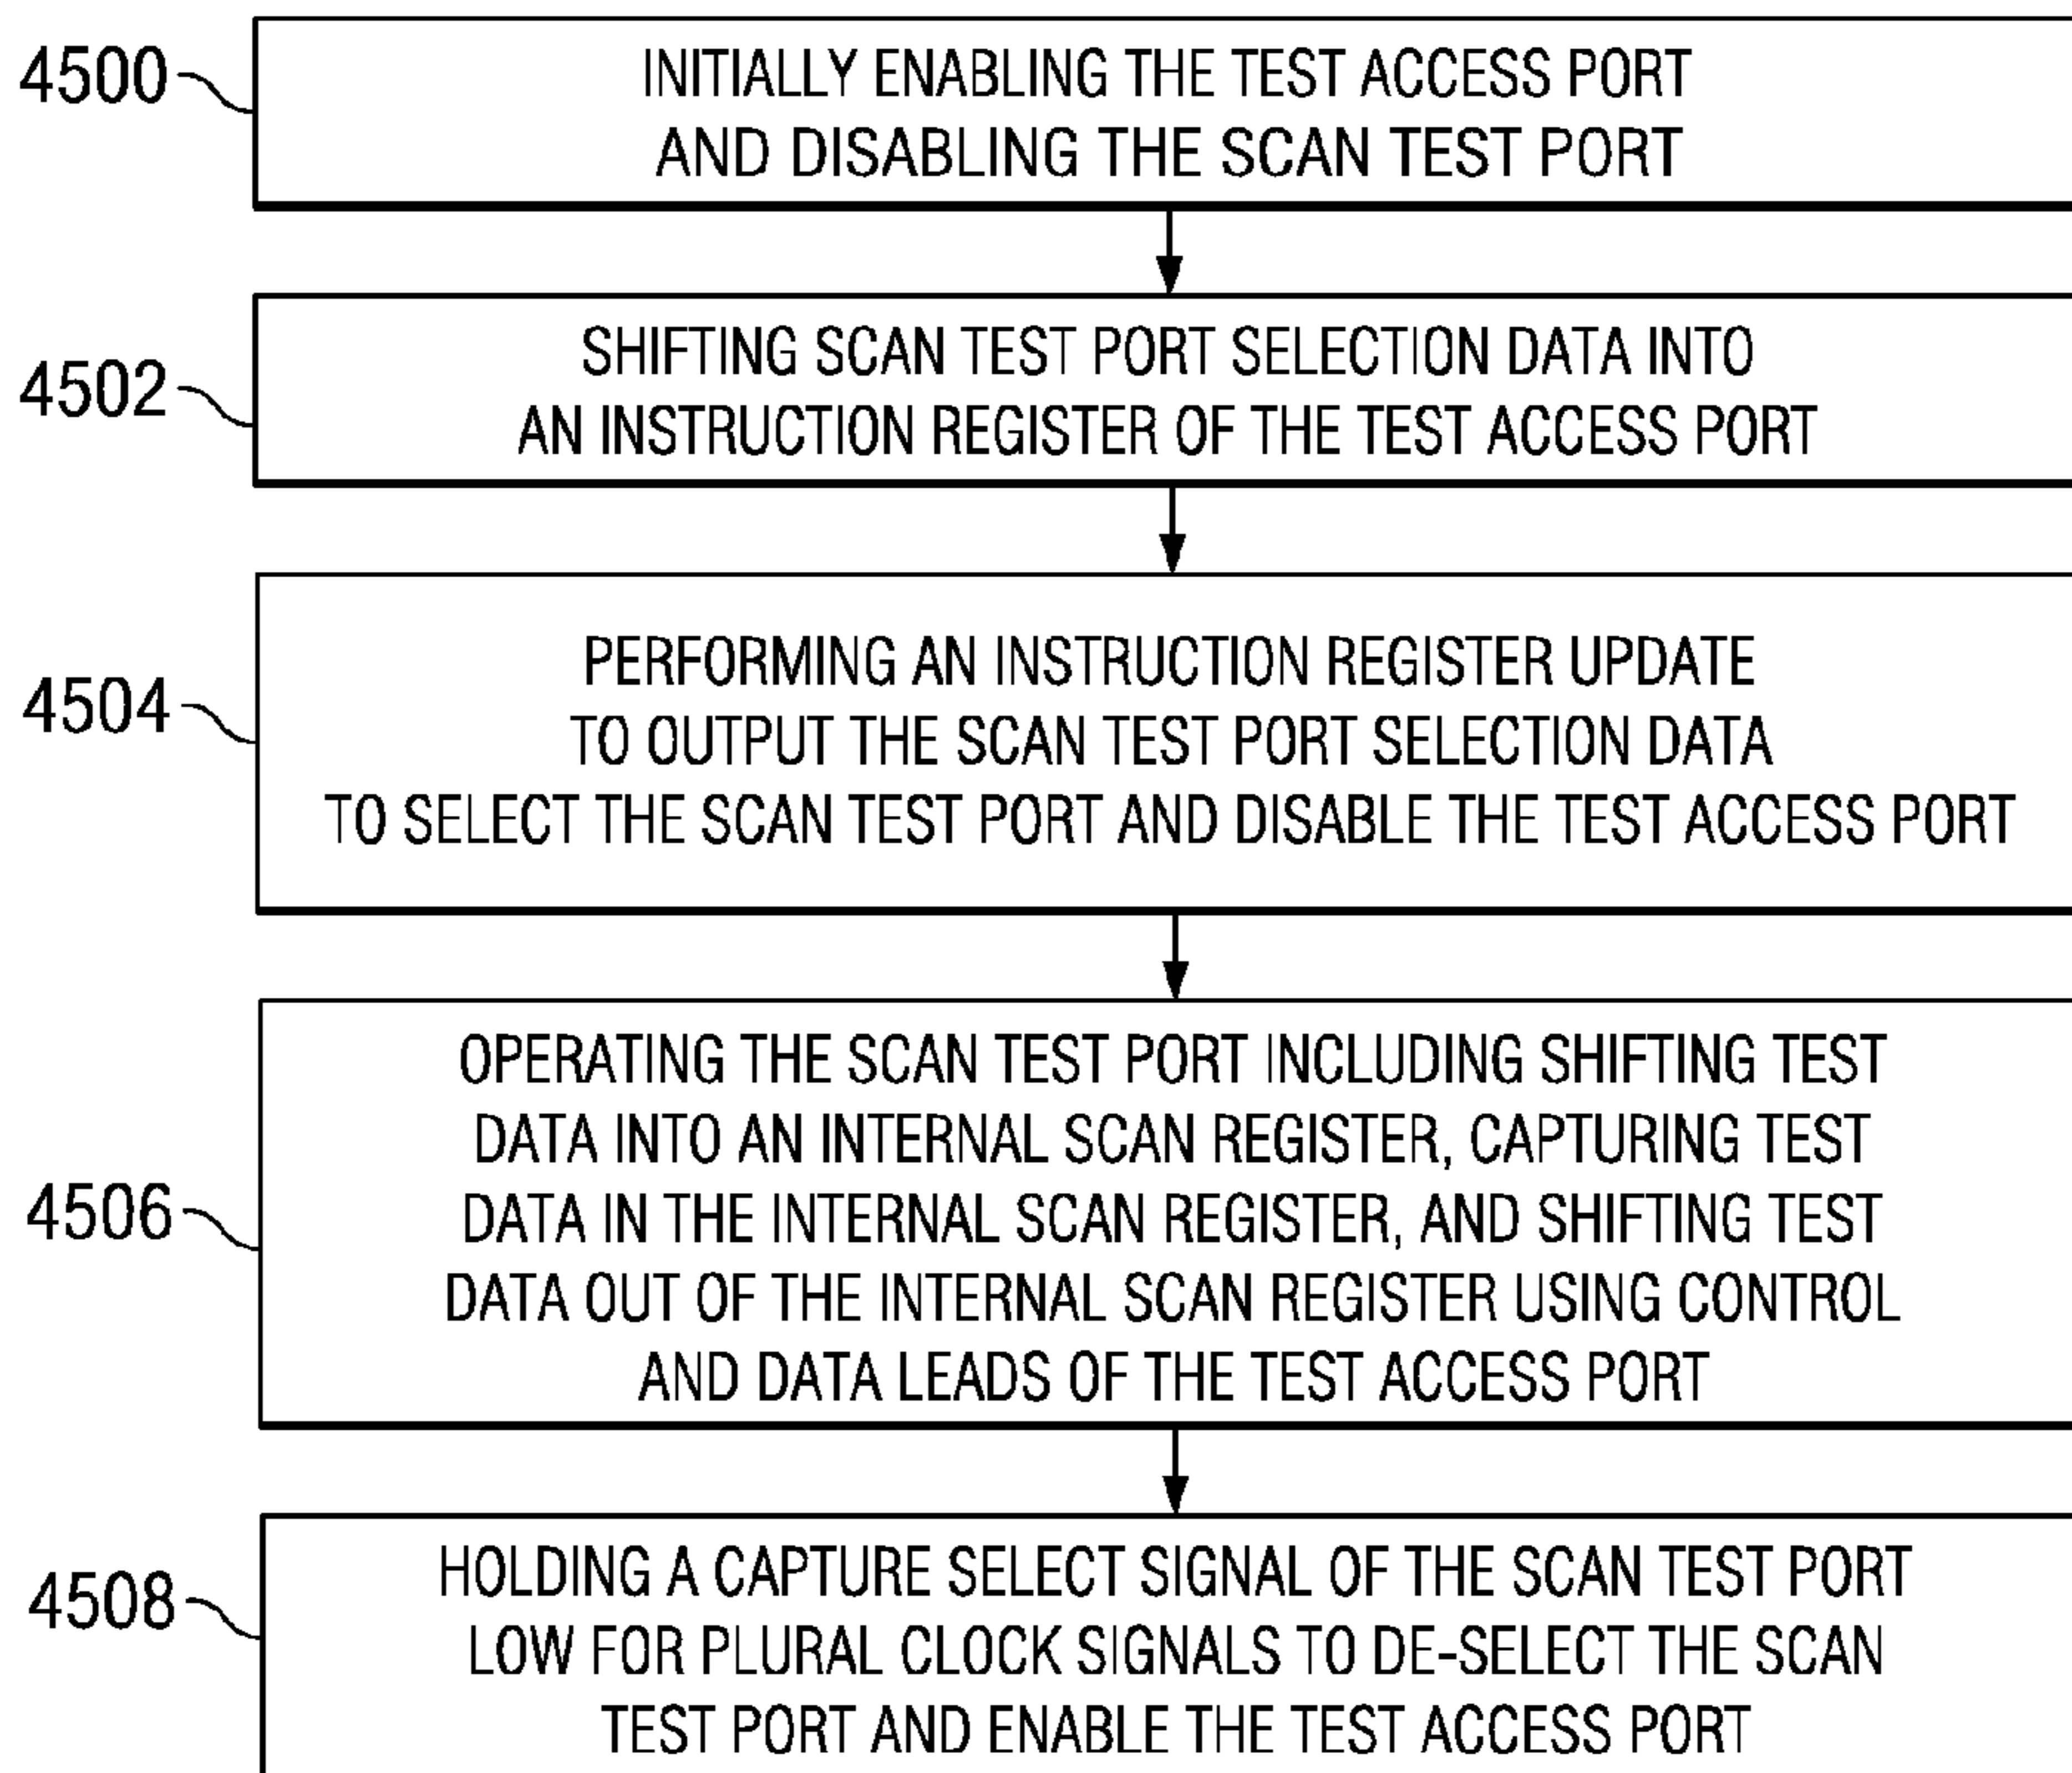 4500
INITIALLY ENABLING THE TEST ACCESS PORT
AND DISABLING THE SCAN TEST PORT
4502
SHIFTING SCAN TEST PORT SELECTION DATA INTO
AN INSTRUCTION REGISTER OF THE TEST ACCESS PORT
4504
PERFORMING AN INSTRUCTION REGISTER UPDATE
TO OUTPUT THE SCAN TEST PORT SELECTION DATA
TO SELECT THE SCAN TEST PORT AND DISABLE THE TEST ACCESS PORT
4506
OPERATING THE SCAN TEST PORT INCLUDING SHIFTING TEST
DATA INTO AN INTERNAL SCAN REGISTER, CAPTURING TEST
DATA IN THE INTERNAL SCAN REGISTER, AND SHIFTING TEST
DATA OUT OF THE INTERNAL SCAN REGISTER USING CONTROL
AND DATA LEADS OF THE TEST ACCESS PORT
4508
HOLDING A CAPTURE SELECT SIGNAL OF THE SCAN TEST PORT
LOW FOR PLURAL CLOCK SIGNALS TO DE-SELECT THE SCAN
TEST PORT AND ENABLE THE TEST ACCESS PORT